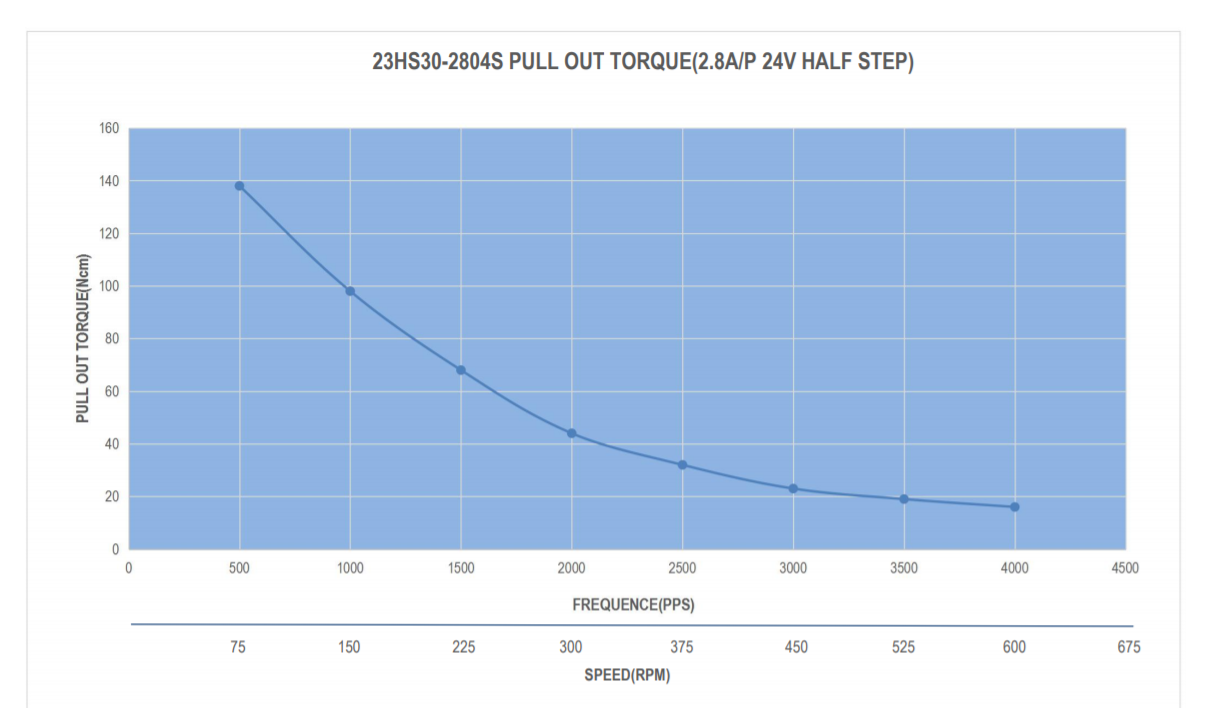 23HS30-2804S PULL OUT TORQUE(2.8A/P 24V HALF STEP)
PULL OUT TORQUE(Ncm)
160
140
120
100
80
60
40
20
0
0 500 1000 1500 2000 2500 3000 3500 4000 4500
FREQUENCE(PPS)
75 150 225 300 375 450 525 600 675
SPEED(RPM)